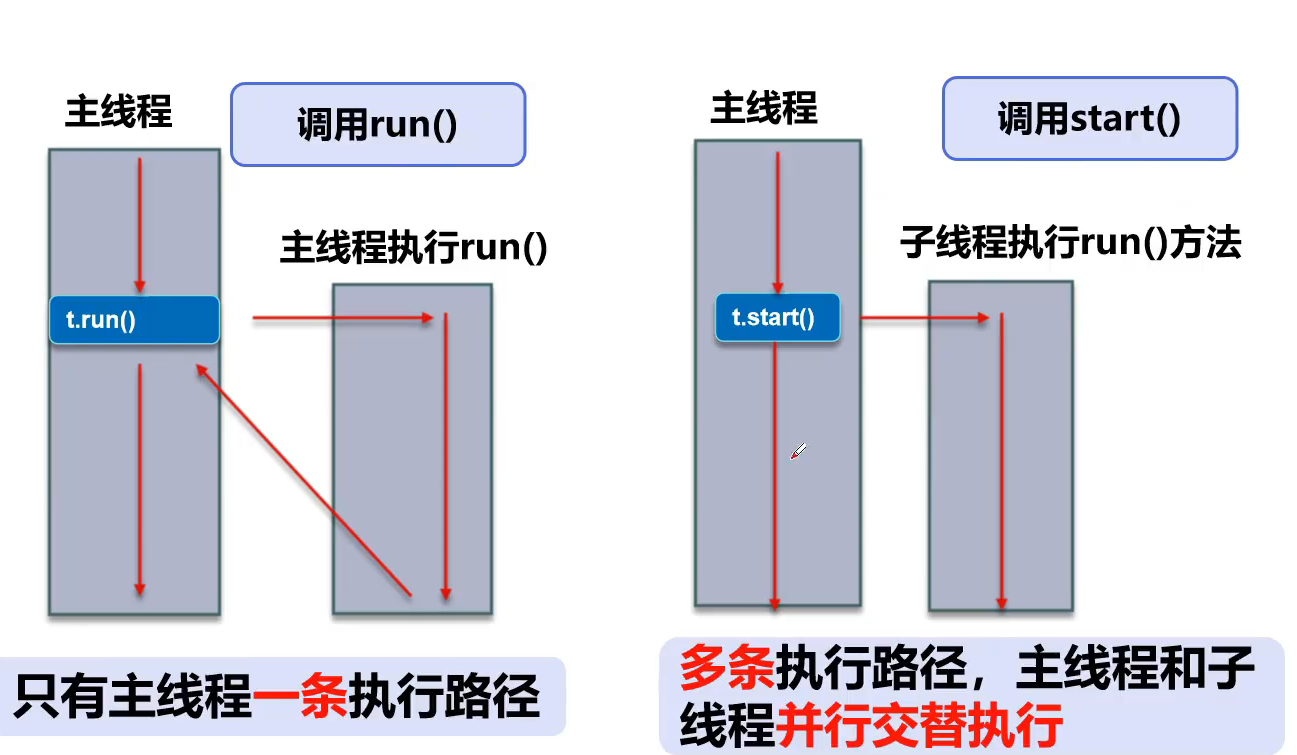 主线程
调用run()
主线程执行run()
t.run()
只有主线程一条执行路径
主线程
调用start()
子线程执行run()方法
t.start()
多条执行路径，主线程和子
线程并行交替执行